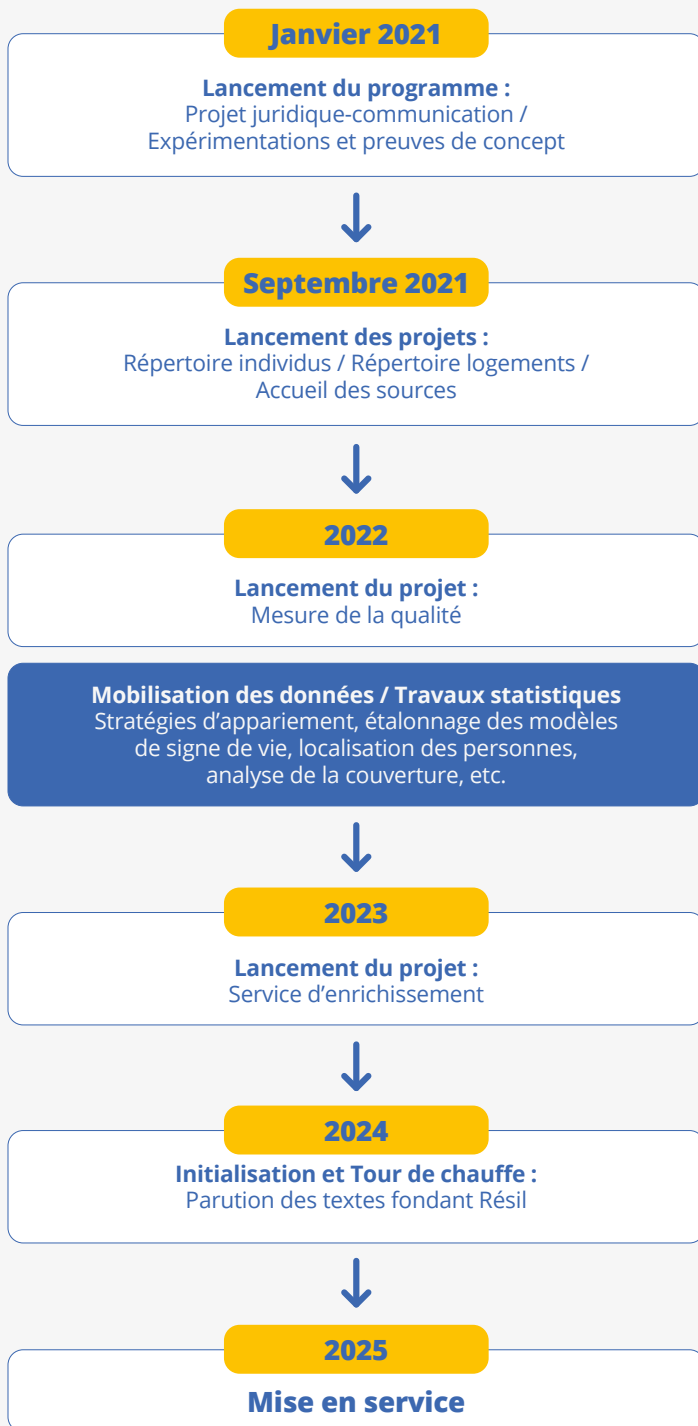 Janvier 2021
Lancement du programme :
Projet juridique-communication /
Expérimentations et preuves de concept
Septembre 2021
Lancement des projets :
Répertoire individus / Répertoire logements /
Accueil des sources
2022
Lancement du projet :
Mesure de la qualité
Mobilisation des données / Travaux statistiques
Stratégies d’appariement, étalonnage des modèles
de signe de vie, localisation des personnes,
analyse de la couverture, etc.
2023
Lancement du projet :
Service d’enrichissement
2024
Initialisation et Tour de chauffe :
Parution des textes fondant Résil
2025
Mise en service